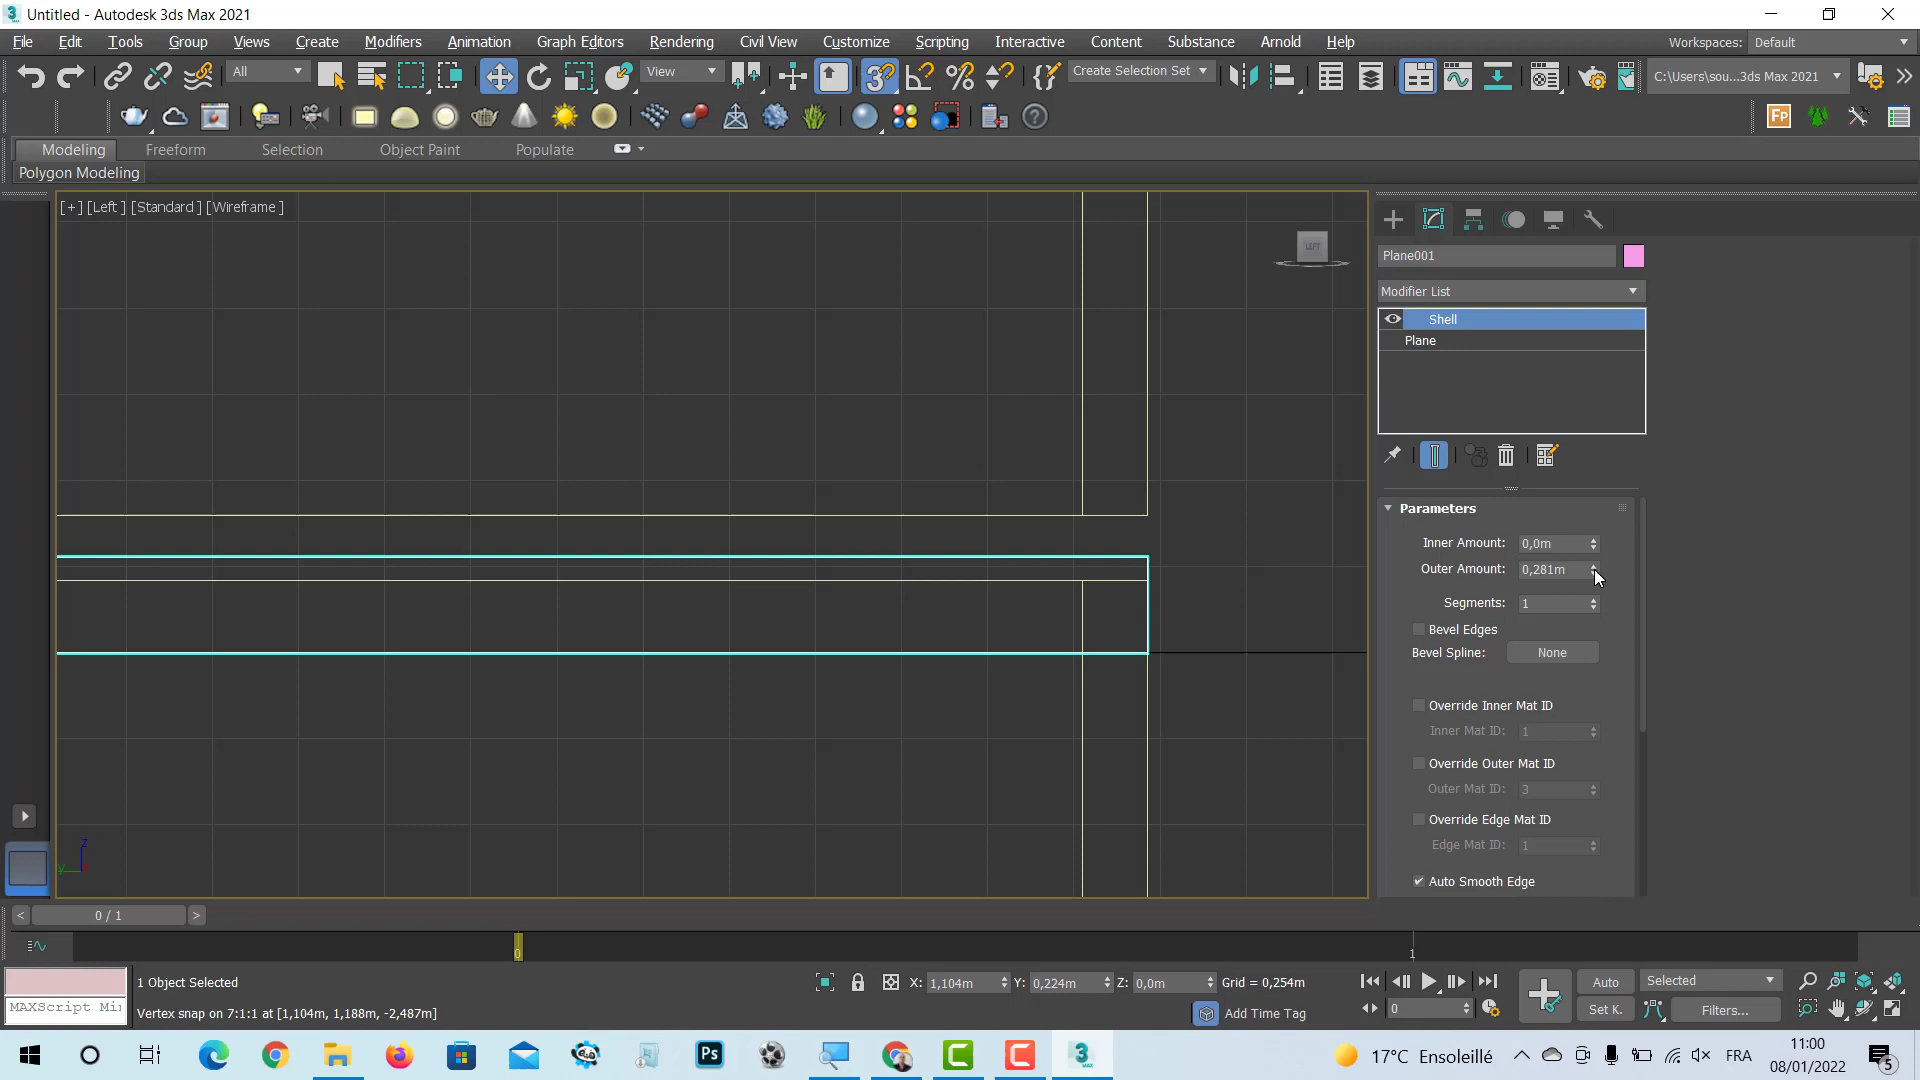 Untitled - Autodesk 3ds Max 2021
File Edit Tools Group Views Create Modifiers Animation Graph Editors Rendering Civil View Customize Scripting Interactive Content Substance Arnold Help Workspaces: Default
All View Create Selection Set C:\Users\sou...3ds Max 2021
Fp
Modeling Freeform Selection Object Paint Populate
Polygon Modeling
[+] [Left ] [Standard ] [Wireframe ]
LEFT
Plane001
Modifier List
Shell
Plane
Parameters
Inner Amount: 0,0m
Outer Amount: 0,281m
Segments: 1
Bevel Edges
Bevel Spline: None
Override Inner Mat ID
Inner Mat ID: 1
Override Outer Mat ID
Outer Mat ID: 3
Override Edge Mat ID
Edge Mat ID: 1
Auto Smooth Edge
z
y
x
< 0 / 1 >
0 1
1 Object Selected X: 1,104m Y: 0,224m Z: 0,0m Grid = 0,254m Auto Selected
MAXScript Mi
Vertex snap on 7:1:1 at [1,104m, 1,188m, -2,487m] Add Time Tag 0 Set K. Filters...
Ps
MAX
17°C Ensoleillé FRA
11:00
08/01/2022
5